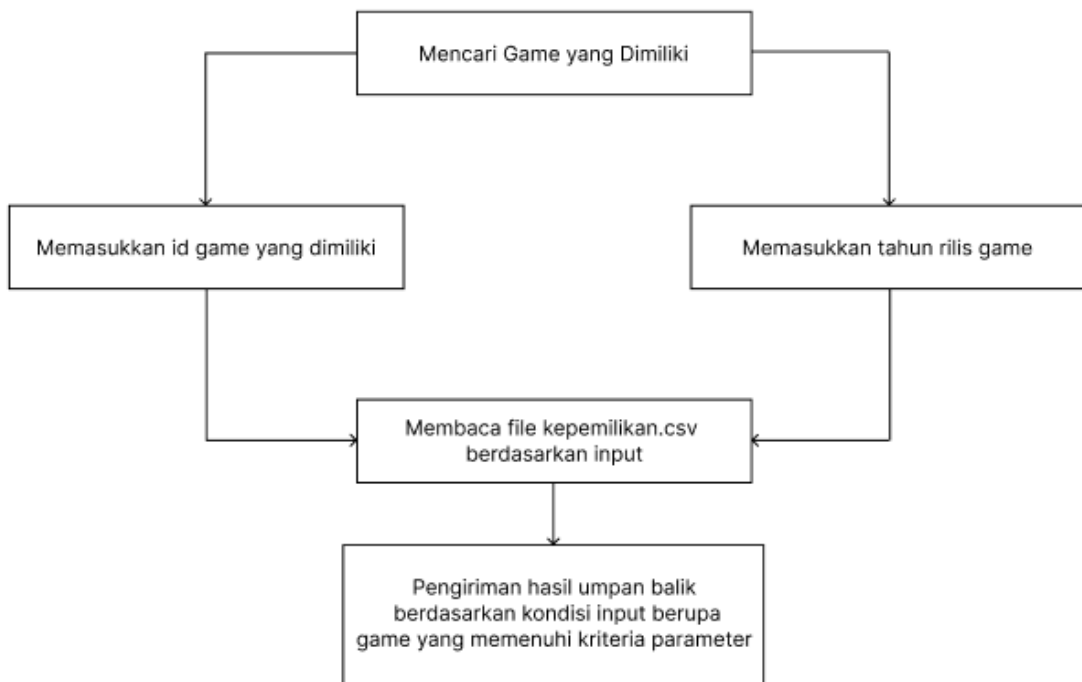 Mencari Game yang Dimiliki
Memasukkan id game yang dimiliki
Memasukkan tahun rilis game
Membaca file kepemilikan.csv
berdasarkan input
Pengiriman hasil umpan balik
berdasarkan kondisi input berupa
game yang memenuhi kriteria parameter